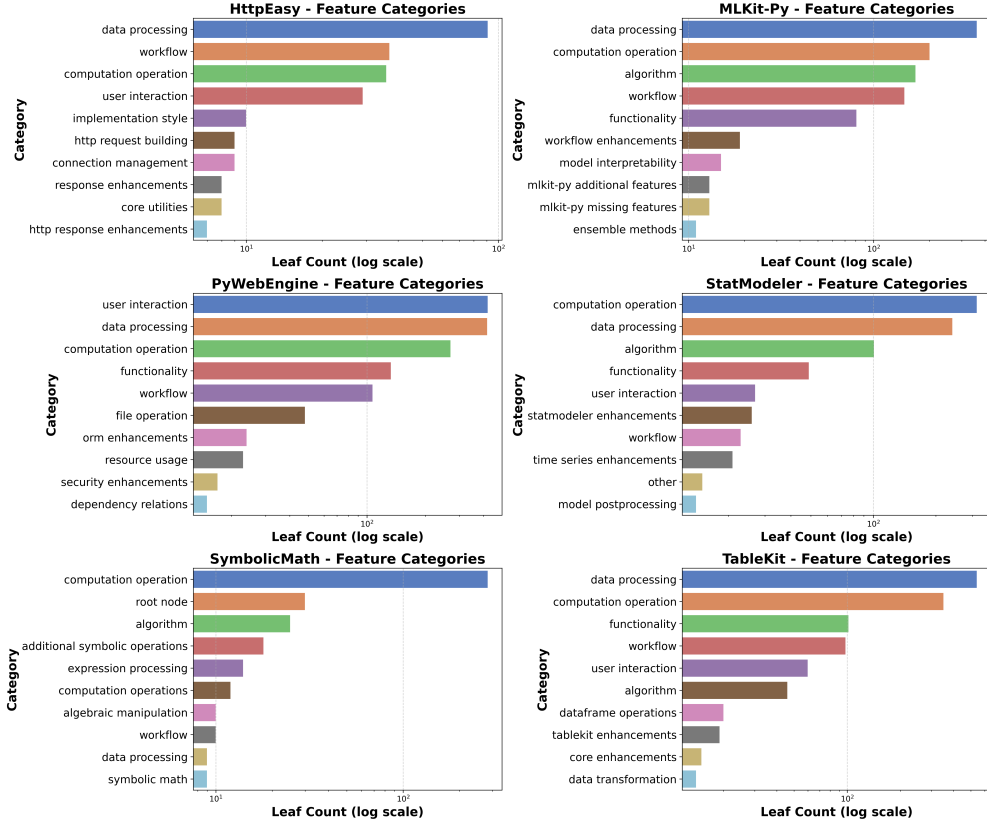 HttpEasy - Feature Categories
data processing
workflow
computation operation
user interaction
implementation style
http request building
connection management
response enhancements
core utilities
http response enhancements
Category
10¹
10²
Leaf Count (log scale)
MLKit-Py - Feature Categories
data processing
computation operation
algorithm
workflow
functionality
workflow enhancements
model interpretability
mlkit-py additional features
mlkit-py missing features
ensemble methods
Category
10¹
10²
Leaf Count (log scale)
PyWebEngine - Feature Categories
user interaction
data processing
computation operation
functionality
workflow
file operation
orm enhancements
resource usage
security enhancements
dependency relations
Category
10²
Leaf Count (log scale)
StatModeler - Feature Categories
computation operation
data processing
algorithm
functionality
user interaction
statmodeler enhancements
workflow
time series enhancements
other
model postprocessing
Category
10²
Leaf Count (log scale)
SymbolicMath - Feature Categories
computation operation
root node
algorithm
additional symbolic operations
expression processing
computation operations
algebraic manipulation
workflow
data processing
symbolic math
Category
10¹
10²
Leaf Count (log scale)
TableKit - Feature Categories
data processing
computation operation
functionality
workflow
user interaction
algorithm
dataframe operations
tablekit enhancements
core enhancements
data transformation
Category
10²
Leaf Count (log scale)